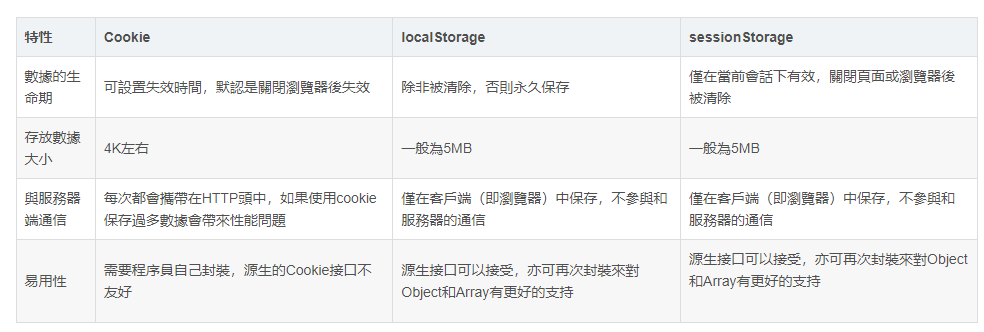 特性 Cookie localStorage sessionStorage
數據的生
命期
可設置失效時間，默認是關閉瀏覽器後失效
除非被清除，否則永久保存
僅在當前會話下有效，關閉頁面或瀏覽器後
被清除
存放數據
大小
4K左右
一般為5MB
一般為5MB
與服務器
端通信
每次都會攜帶在HTTP頭中，如果使用cookie
保存過多數據會帶來性能問題
僅在客戶端（即瀏覽器）中保存，不參與和
服務器的通信
僅在客戶端（即瀏覽器）中保存，不參與和
服務器的通信
易用性
需要程序員自己封裝，源生的Cookie接口不
友好
源生接口可以接受，亦可再次封裝來對
Object和Array有更好的支持
源生接口可以接受，亦可再次封裝來對Object
和Array有更好的支持